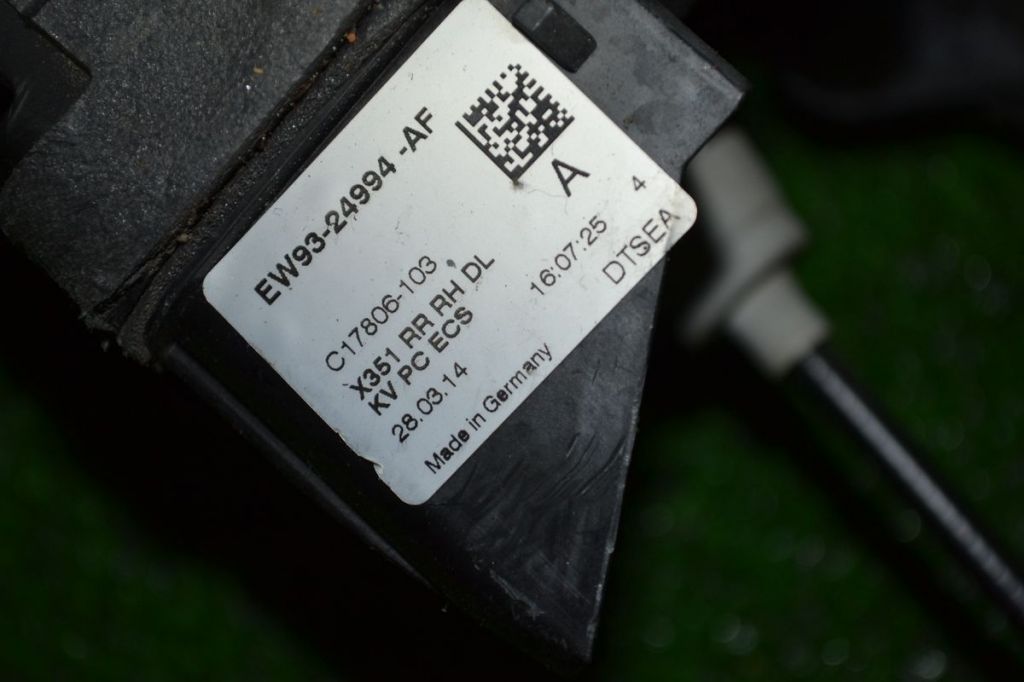 EW93-24994 -AF
A
C17806-103
X351 RR RH DL
KV PC ECS
28.03.14
16:07:25
4
DTSEA
Made in Germany